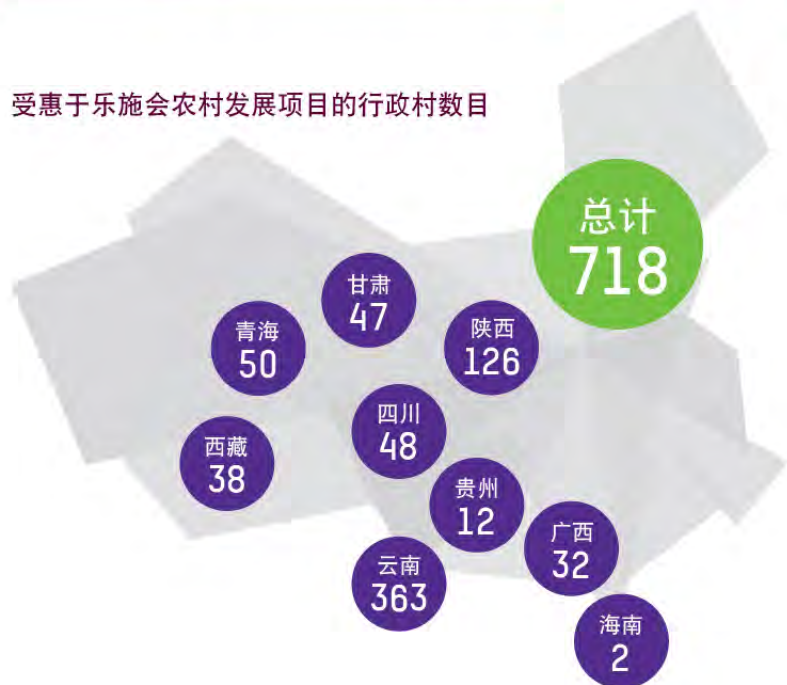 受惠于乐施会农村发展项目的行政村数目
总计
718
甘肃
47
青海
50
陕西
126
四川
48
西藏
38
贵州
12
广西
32
云南
363
海南
2